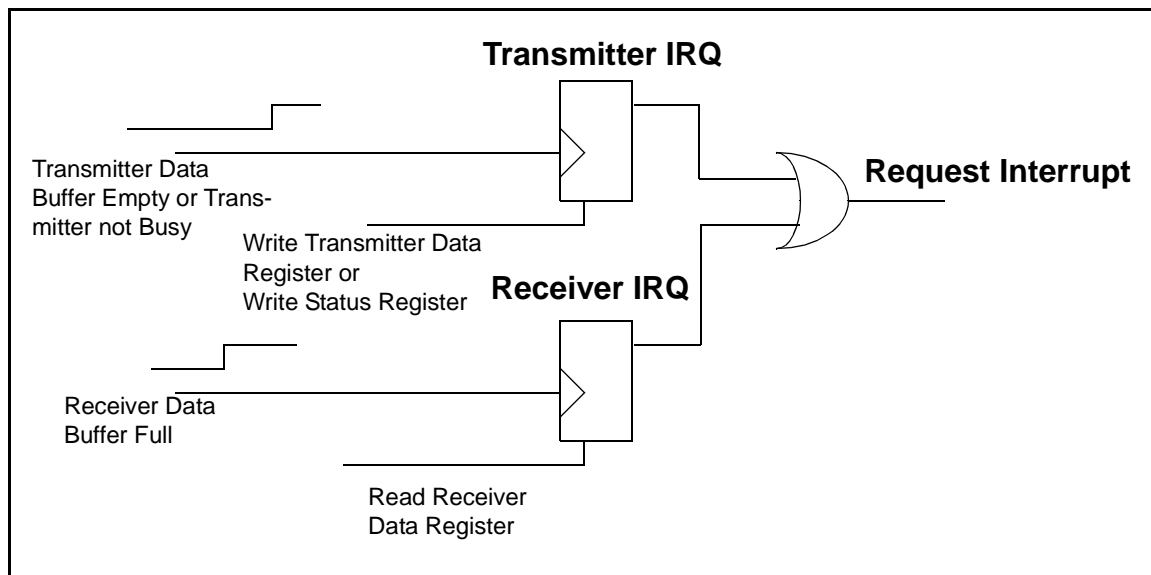 Transmitter IRQ
Transmitter Data
Buffer Empty or Trans-
mitter not Busy
Request Interrupt
Write Transmitter Data
Register or
Write Status Register
Receiver IRQ
Receiver Data
Buffer Full
Read Receiver
Data Register